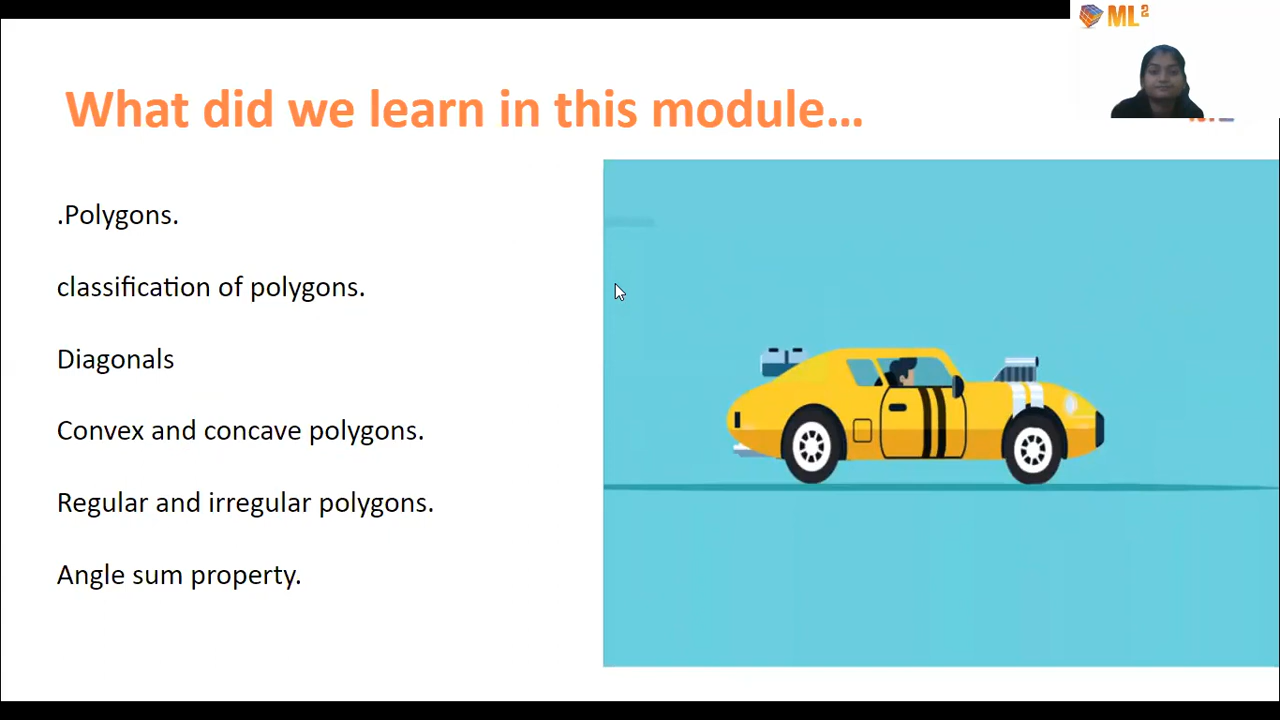 ML2
What did we learn in this module...
.Polygons.
classification of polygons.
Diagonals
Convex and concave polygons.
Regular and irregular polygons.
Angle sum property.